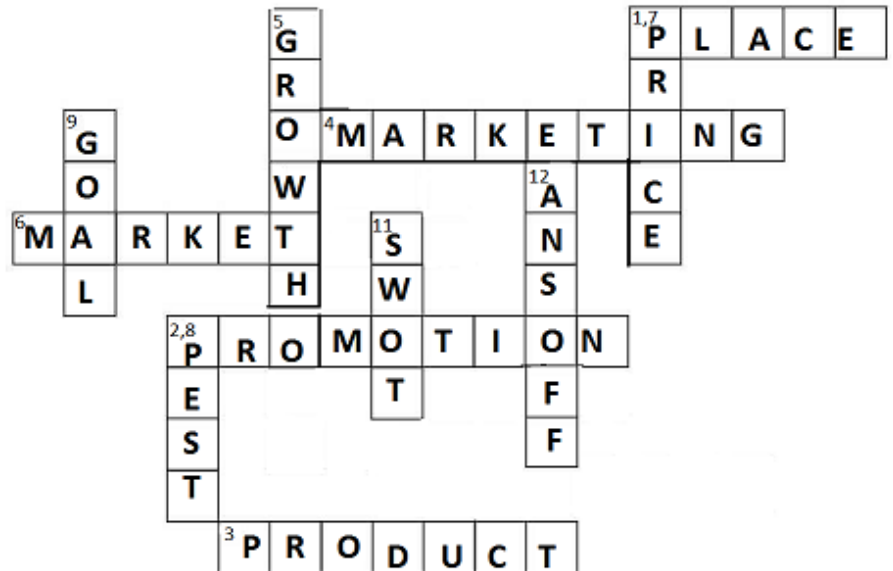 5 GROWTH
1,7 PLACE
PRICE
9 GOAL
4 MARKETING
12 ANSOFF
6 MARKET
11 SWOT
2,8 PROMOTION
PEST
3 PRODUCT